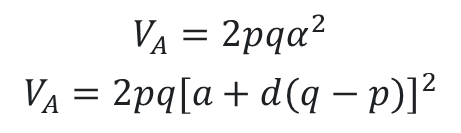 V_A = 2pqα²
V_A = 2pq[a + d(q − p)]²